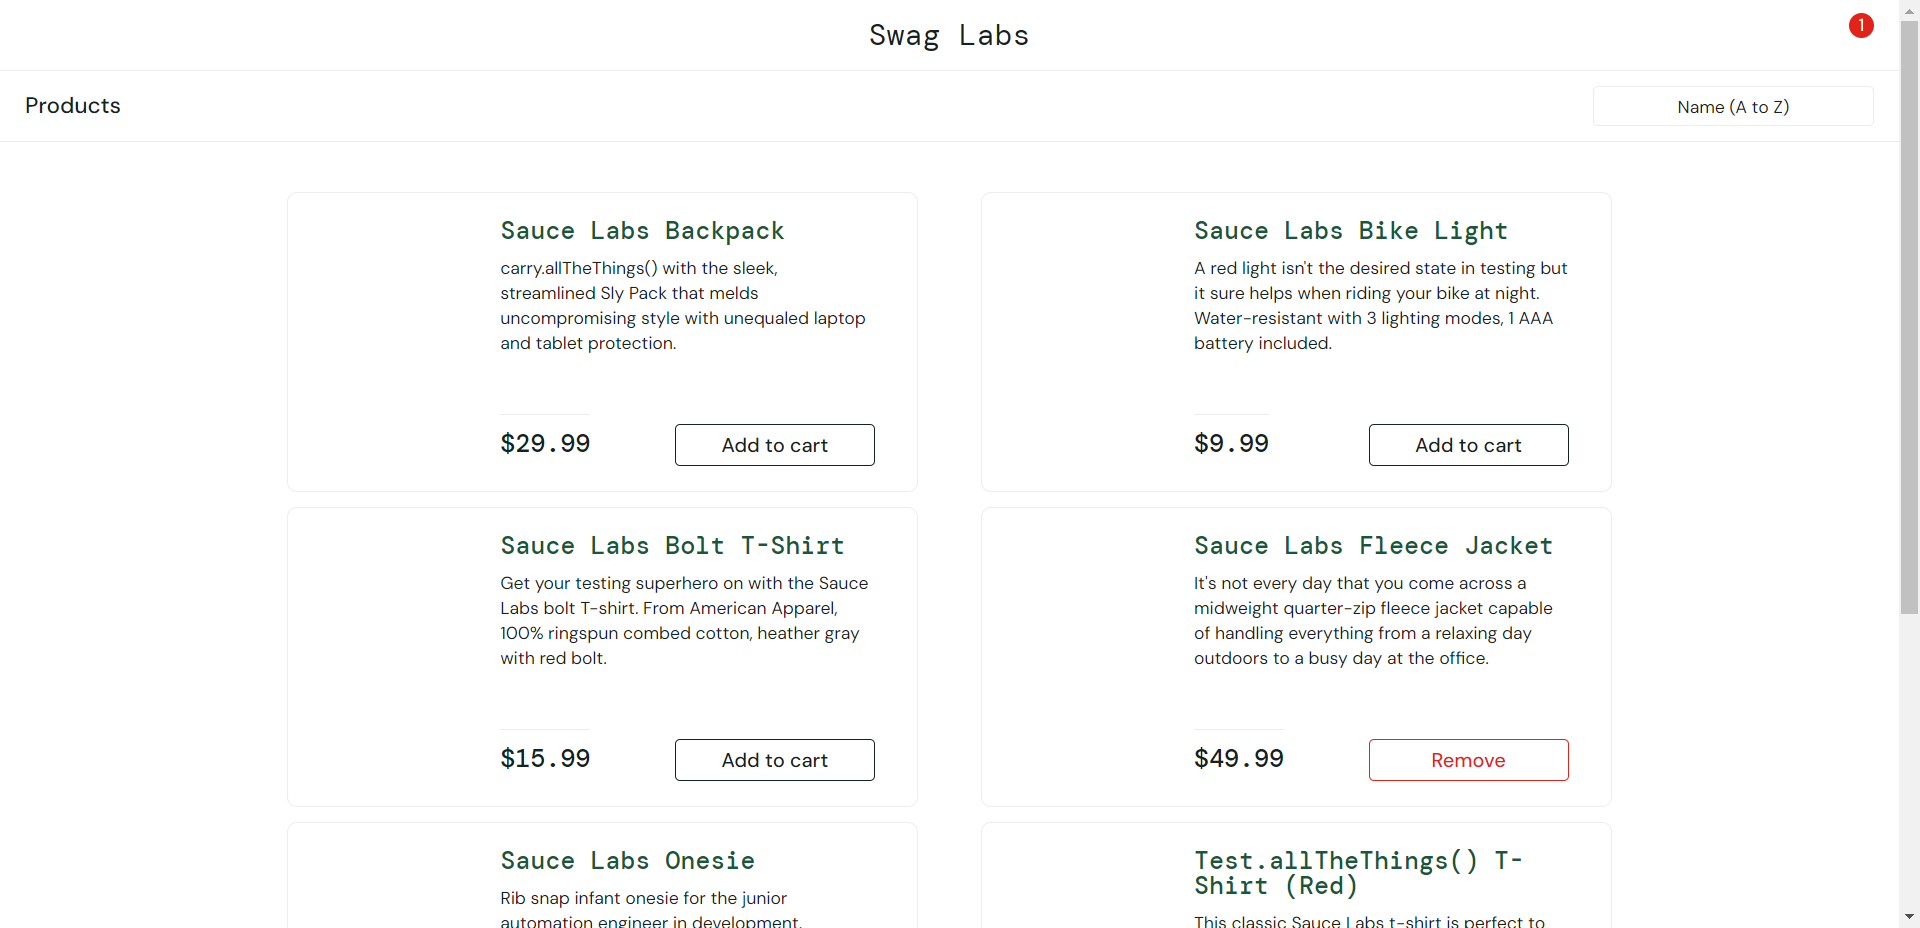 Swag Labs
1
Products
Name (A to Z)
Sauce Labs Backpack
carry.allTheThings() with the sleek,
streamlined Sly Pack that melds
uncompromising style with unequaled laptop
and tablet protection.
$29.99
Add to cart
Sauce Labs Bike Light
A red light isn't the desired state in testing but
it sure helps when riding your bike at night.
Water-resistant with 3 lighting modes, 1 AAA
battery included.
$9.99
Add to cart
Sauce Labs Bolt T-Shirt
Get your testing superhero on with the Sauce
Labs bolt T-shirt. From American Apparel,
100% ringspun combed cotton, heather gray
with red bolt.
$15.99
Add to cart
Sauce Labs Fleece Jacket
It's not every day that you come across a
midweight quarter-zip fleece jacket capable
of handling everything from a relaxing day
outdoors to a busy day at the office.
$49.99
Remove
Sauce Labs Onesie
Rib snap infant onesie for the junior
automation engineer in development.
Test.allTheThings() T-
Shirt (Red)
This classic Sauce Labs t-shirt is perfect to